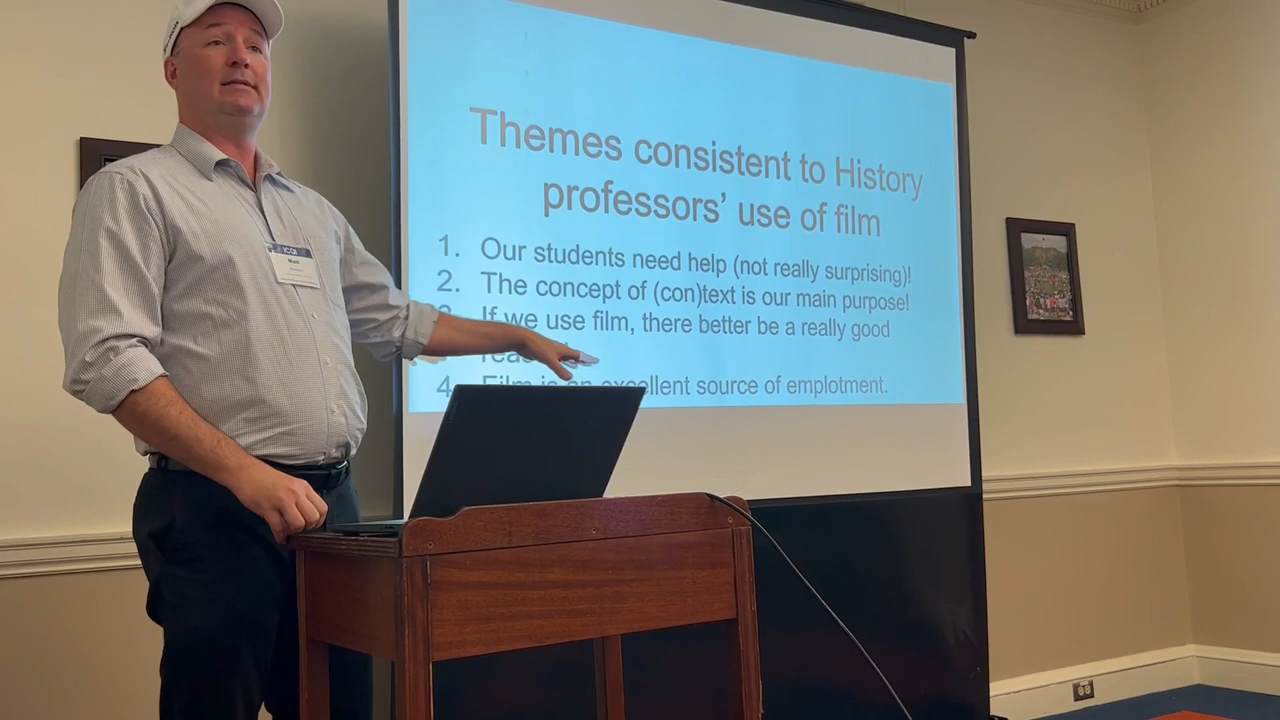 Themes consistent to History
professors' use of film
1. Our students need help (not really surprising)!
2. The concept of (con)text is our main purpose!
If we use film, there better be a really good
4. Film is an excellent source of emplotment.
ICQI
Matt